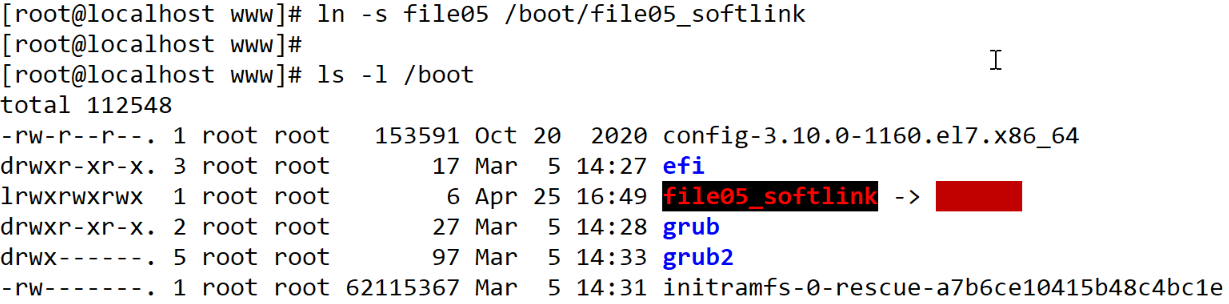 [root@localhost www]# ln -s file05 /boot/file05_softlink
[root@localhost www]#
[root@localhost www]# ls -l /boot
total 112548
-rw-r--r--. 1 root root   153591 Oct 20  2020 config-3.10.0-1160.el7.x86_64
drwxr-xr-x. 3 root root       17 Mar  5 14:27 efi
lrwxrwxrwx  1 root root        6 Apr 25 16:49 file05_softlink ->
drwxr-xr-x. 2 root root       27 Mar  5 14:28 grub
drwx------. 5 root root       97 Mar  5 14:33 grub2
-rw-------. 1 root root 62115367 Mar  5 14:31 initramfs-0-rescue-a7b6ce10415b48c4bc1e